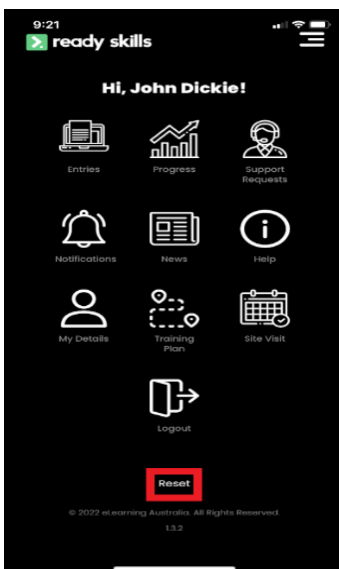 9:21
ready skills
Hi, John Dickie!
Entries Progress Support Requests
Notifications News Help
My Details Training Plan Site Visit
Logout
Reset
© 2022 eLearning Australia. All Rights Reserved.
1.3.2